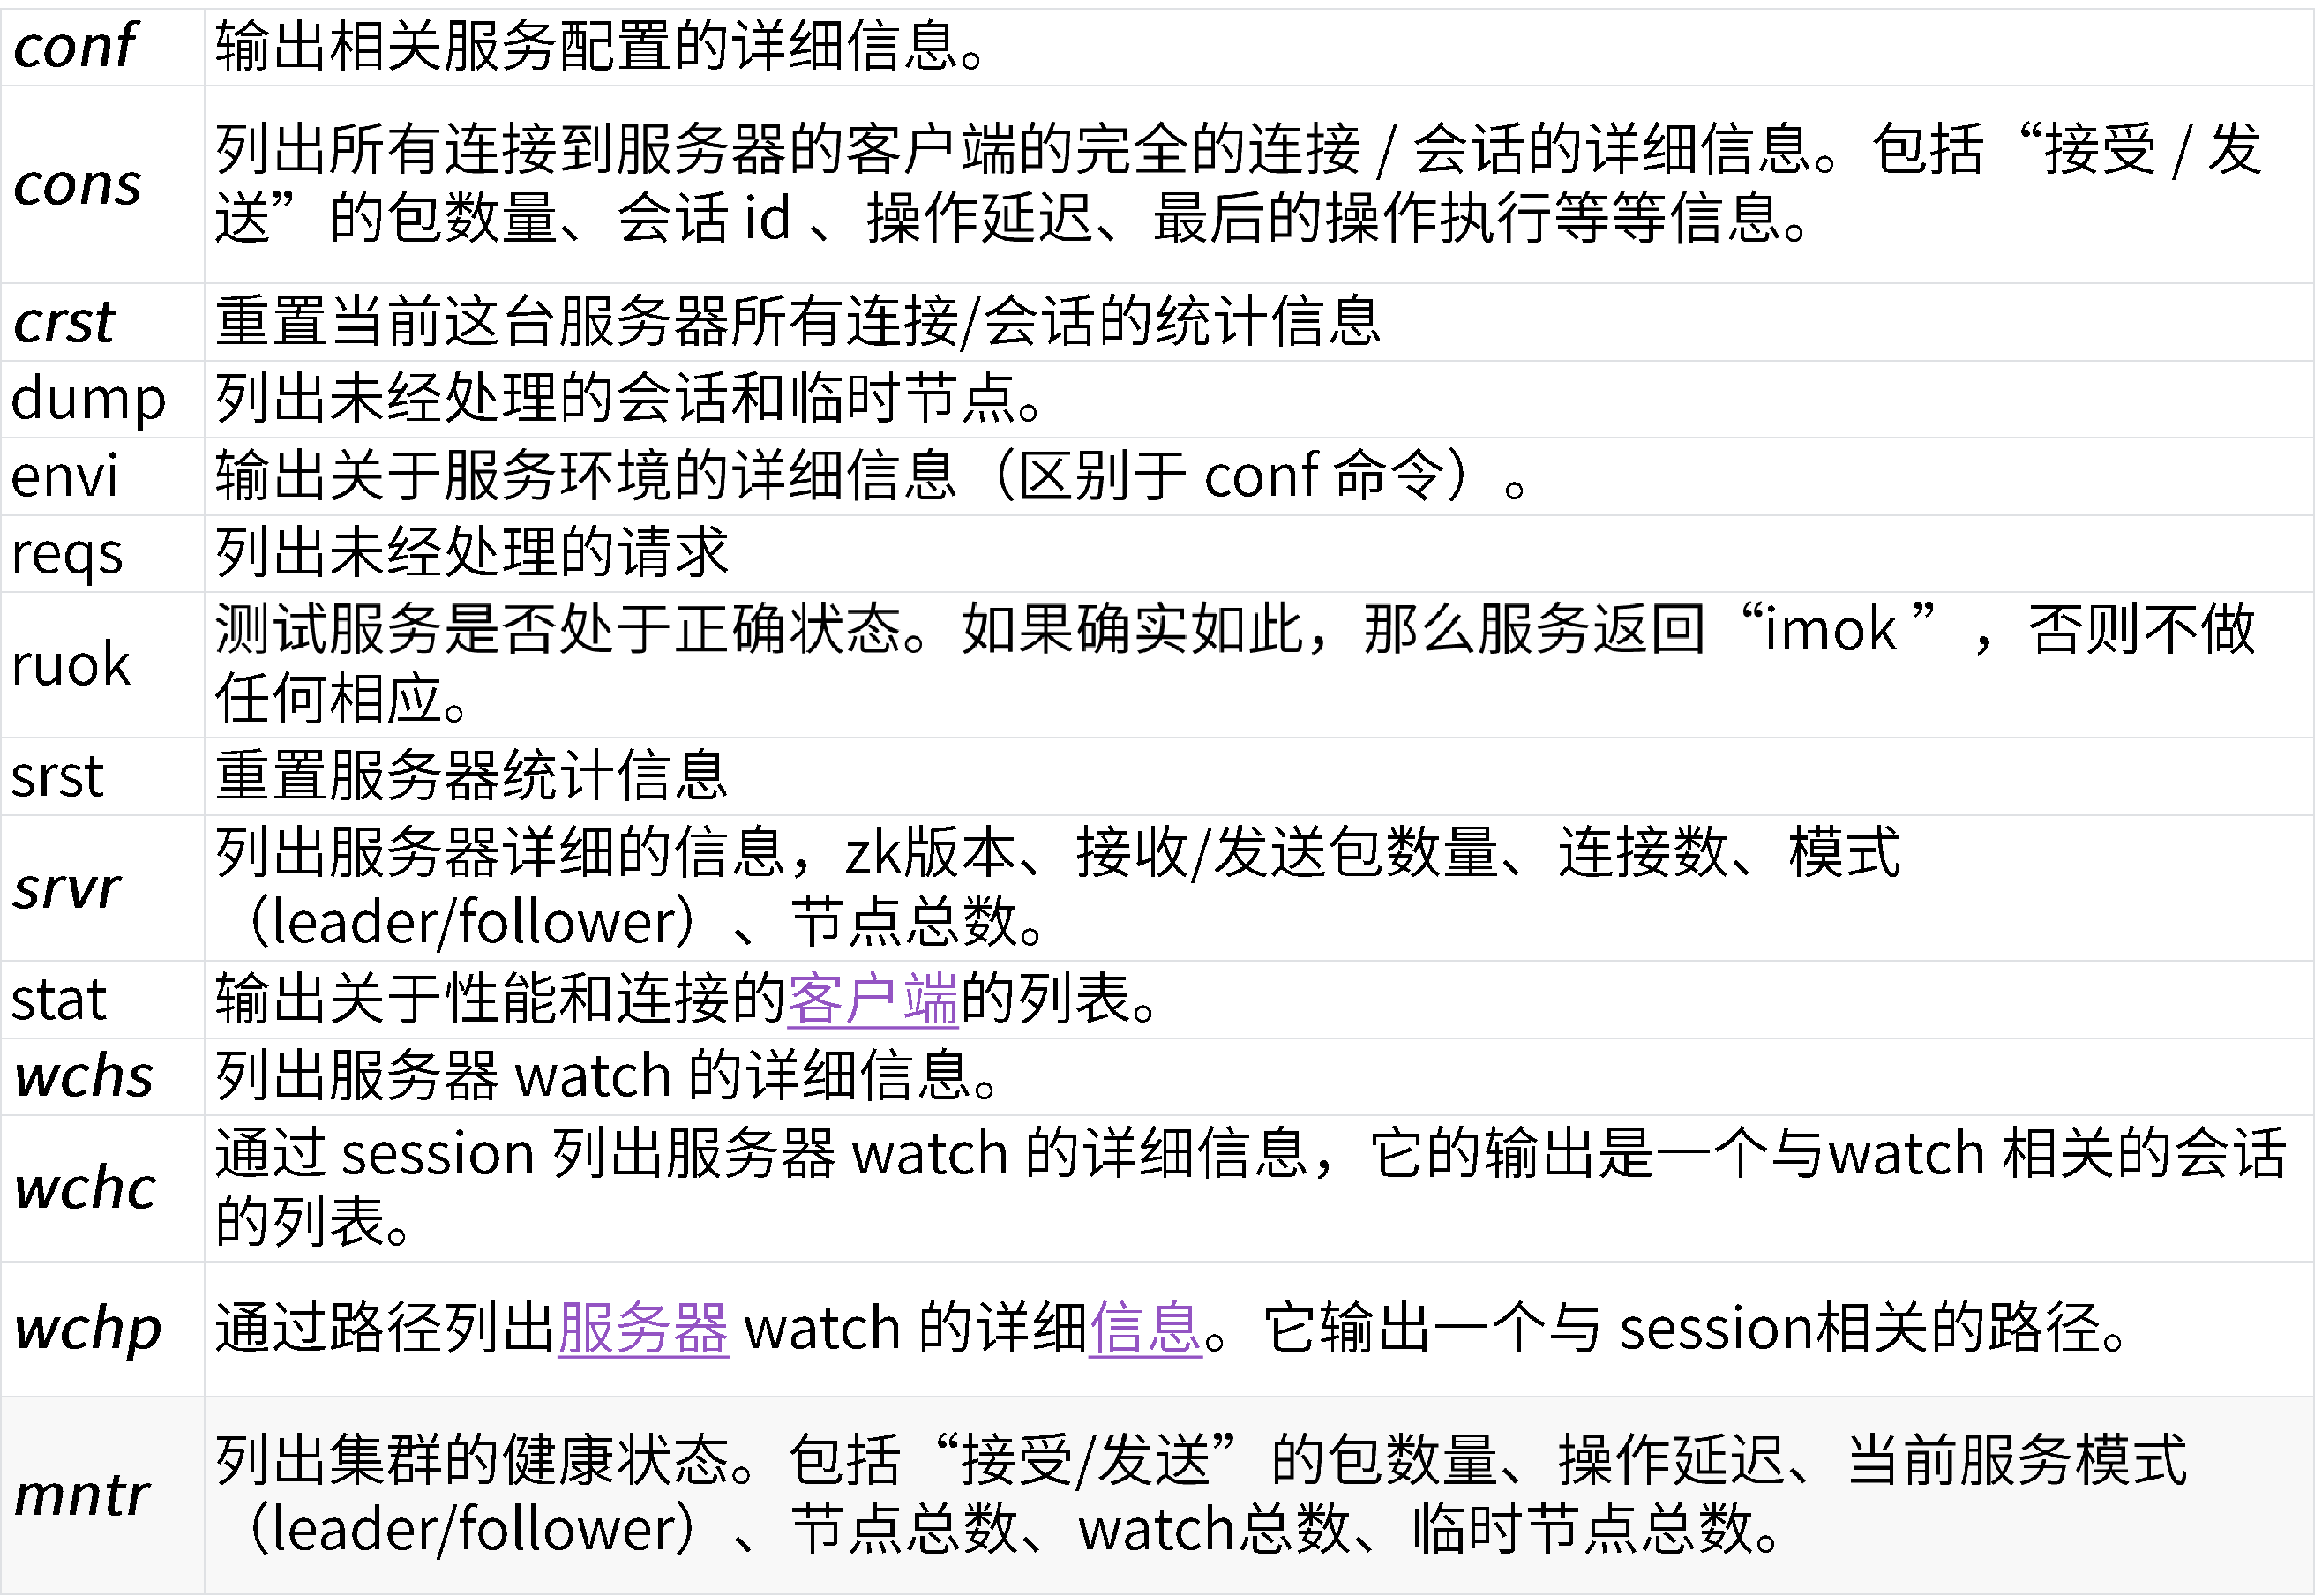 conf 输出相关服务配置的详细信息。
cons 列出所有连接到服务器的客户端的完全的连接 / 会话的详细信息。包括“接受 / 发
送”的包数量、会话 id 、操作延迟、最后的操作执行等等信息。
crst 重置当前这台服务器所有连接/会话的统计信息
dump 列出未经处理的会话和临时节点。
envi 输出关于服务环境的详细信息（区别于 conf 命令）。
reqs 列出未经处理的请求
ruok 测试服务是否处于正确状态。如果确实如此，那么服务返回“imok ”，否则不做
任何相应。
srst 重置服务器统计信息
srvr 列出服务器详细的信息，zk版本、接收/发送包数量、连接数、模式
（leader/follower）、节点总数。
stat 输出关于性能和连接的客户端的列表。
wchs 列出服务器 watch 的详细信息。
wchc 通过 session 列出服务器 watch 的详细信息，它的输出是一个与watch 相关的会话
的列表。
wchp 通过路径列出服务器 watch 的详细信息。它输出一个与 session相关的路径。
mntr 列出集群的健康状态。包括“接受/发送”的包数量、操作延迟、当前服务模式
（leader/follower）、节点总数、watch总数、临时节点总数。